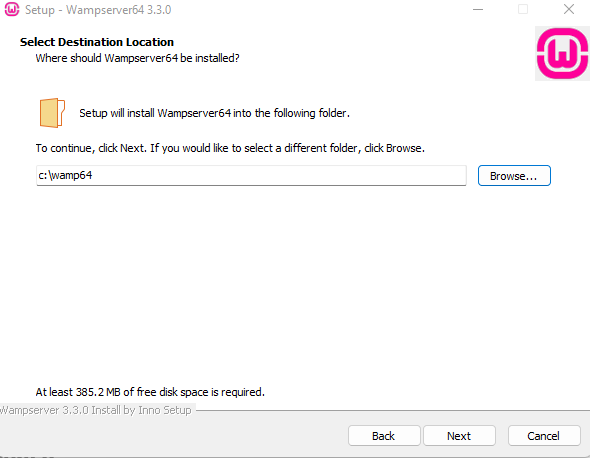 Setup - Wampserver64 3.3.0
Select Destination Location
Where should Wampserver64 be installed?
Setup will install Wampserver64 into the following folder.
To continue, click Next. If you would like to select a different folder, click Browse.
c:\wamp64
Browse...
At least 385.2 MB of free disk space is required.
Wampserver 3.3.0 Install by Inno Setup
Back
Next
Cancel